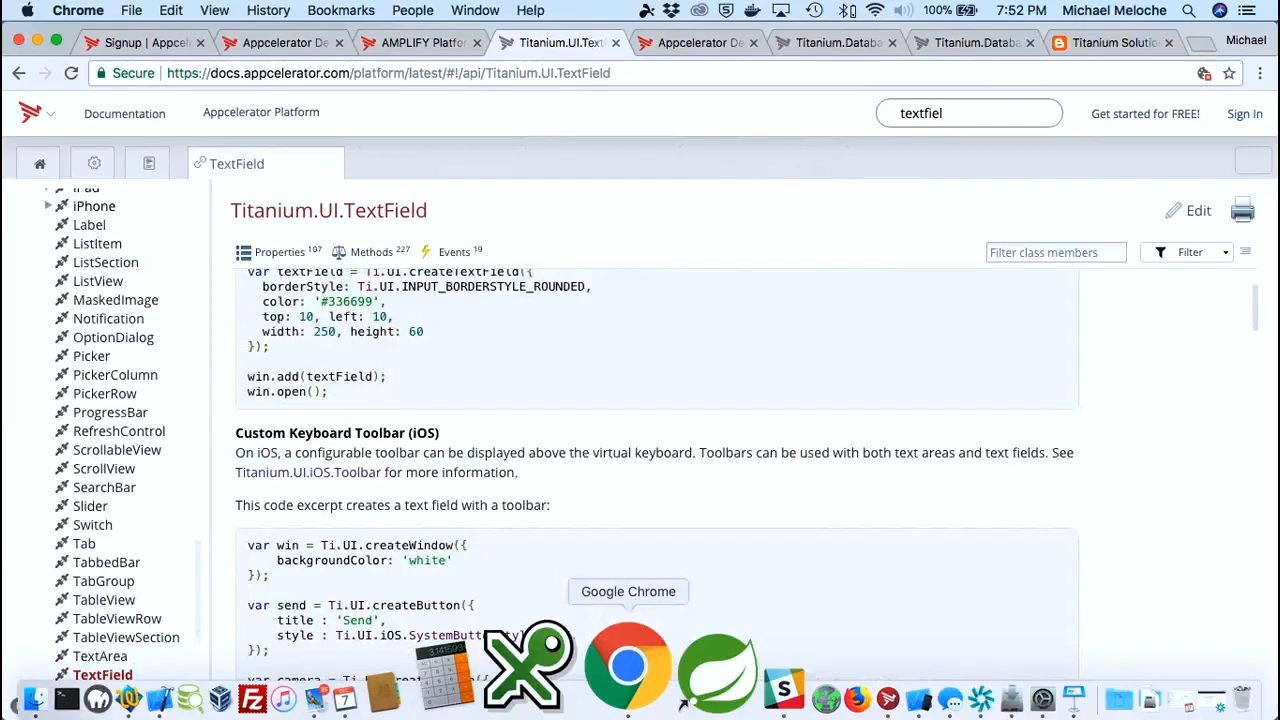 Chrome File Edit View History Bookmarks People Window Help 100% 7:52 PM Michael Meloche
Signup | Appcel Appcelerator De AMPLIFY Platfo Titanium.UI.Text Appcelerator De Titanium.Datab Titanium.Datab Titanium Solutio Michael
Secure https://docs.appcelerator.com/platform/latest/#!/api/Titanium.UI.TextField
Documentation Appcelerator Platform textfiel Get started for FREE! Sign In
TextField
iPad
iPhone
Label
ListItem
ListSection
ListView
MaskedImage
Notification
OptionDialog
Picker
PickerColumn
PickerRow
ProgressBar
RefreshControl
ScrollableView
ScrollView
SearchBar
Slider
Switch
Tab
TabbedBar
TabGroup
TableView
TableViewRow
TableViewSection
TextArea
TextField
Titanium.UI.TextField
Edit
Properties 107 Methods 227 Events 19 Filter class members Filter
var textField = Ti.UI.createTextField({
borderStyle: Ti.UI.INPUT_BORDERSTYLE_ROUNDED,
color: '#336699',
top: 10, left: 10,
width: 250, height: 60
});
win.add(textField);
win.open();
Custom Keyboard Toolbar (iOS)
On iOS, a configurable toolbar can be displayed above the virtual keyboard. Toolbars can be used with both text areas and text fields. See
Titanium.UI.iOS.Toolbar for more information.
This code excerpt creates a text field with a toolbar:
var win = Ti.UI.createWindow({
backgroundColor: 'white'
});
var send = Ti.UI.createButton({
title : 'Send',
style : Ti.UI.iOS.SystemButt
});
Google Chrome